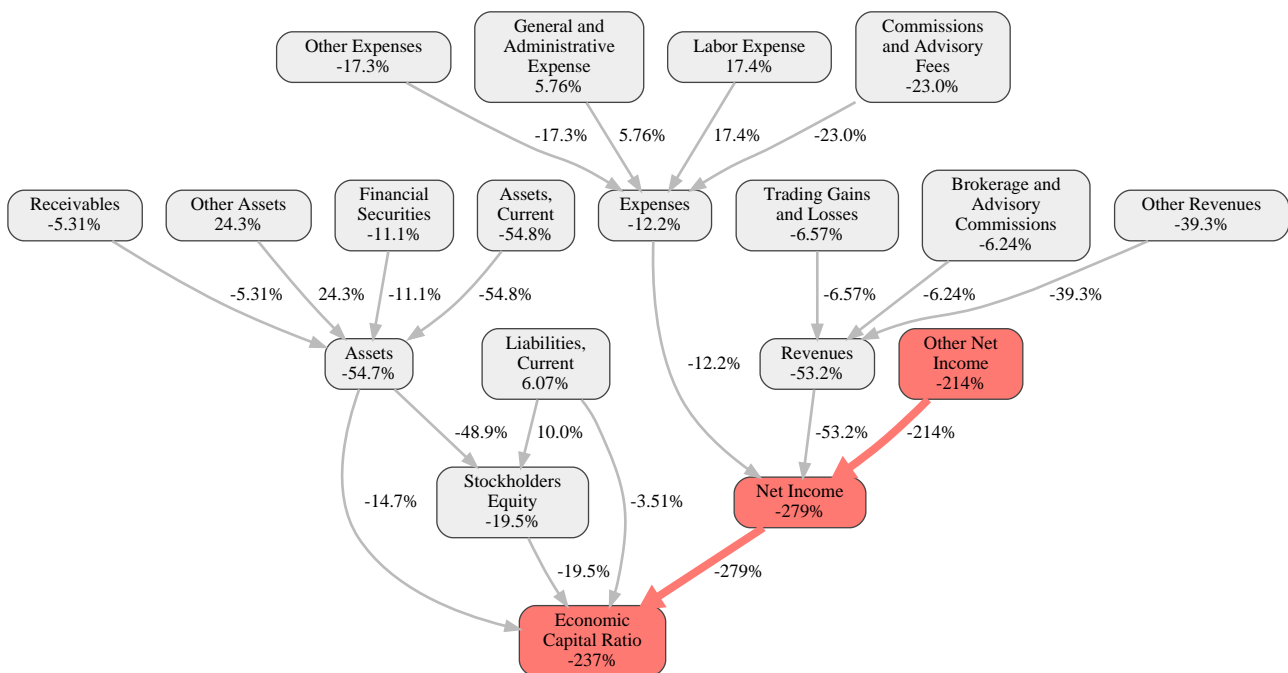 Other Expenses
-17.3%
General and
Administrative
Expense
5.76%
Labor Expense
17.4%
Commissions
and Advisory
Fees
-23.0%
-17.3%
5.76%
17.4%
-23.0%
Receivables
-5.31%
Other Assets
24.3%
Financial
Securities
-11.1%
Assets,
Current
-54.8%
Expenses
-12.2%
Trading Gains
and Losses
-6.57%
Brokerage and
Advisory
Commissions
-6.24%
Other Revenues
-39.3%
-5.31%
24.3%
-11.1%
-54.8%
-6.57%
-6.24%
-39.3%
Assets
-54.7%
Liabilities,
Current
6.07%
-12.2%
Revenues
-53.2%
Other Net
Income
-214%
-48.9%
10.0%
-53.2%
-214%
-14.7%
Stockholders
Equity
-19.5%
-3.51%
Net Income
-279%
-19.5%
-279%
Economic
Capital Ratio
-237%